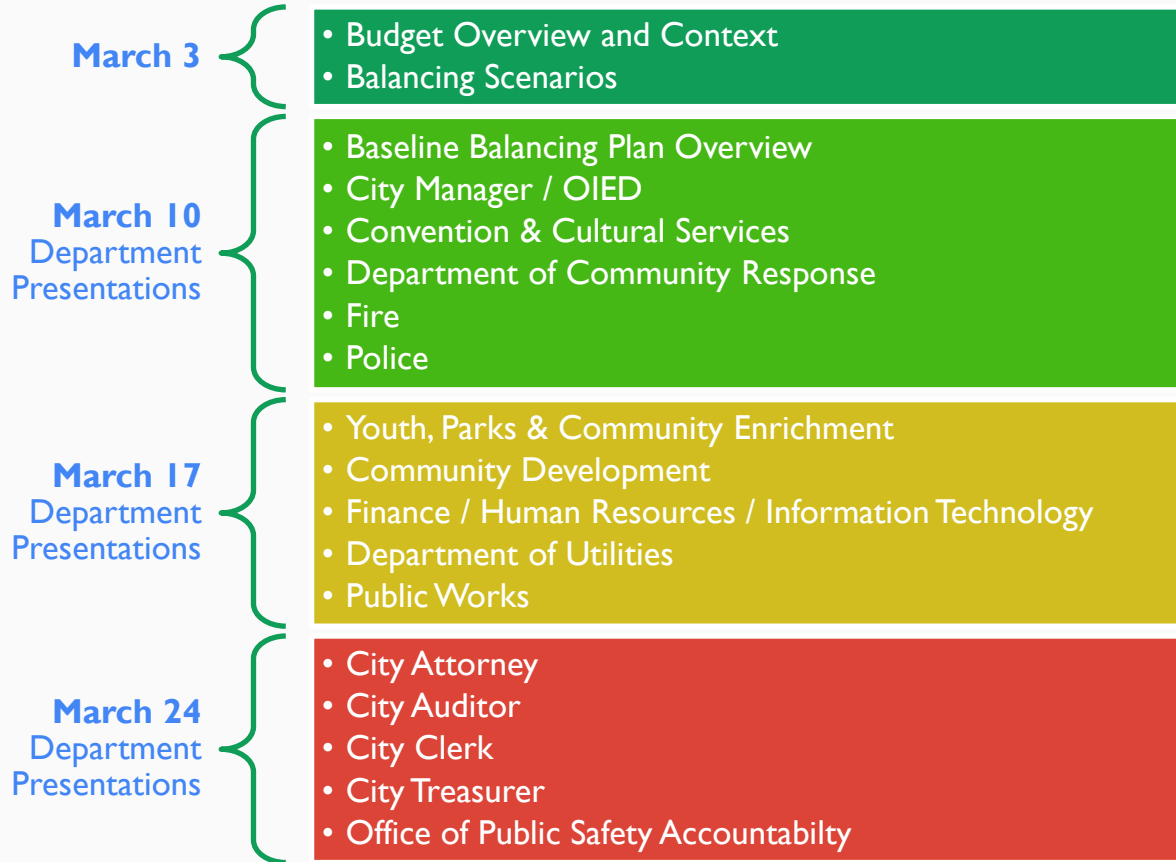 March 3
• Budget Overview and Context
• Balancing Scenarios
March 10
Department
Presentations
• Baseline Balancing Plan Overview
• City Manager / OIED
• Convention & Cultural Services
• Department of Community Response
• Fire
• Police
March 17
Department
Presentations
• Youth, Parks & Community Enrichment
• Community Development
• Finance / Human Resources / Information Technology
• Department of Utilities
• Public Works
March 24
Department
Presentations
• City Attorney
• City Auditor
• City Clerk
• City Treasurer
• Office of Public Safety Accountabilty